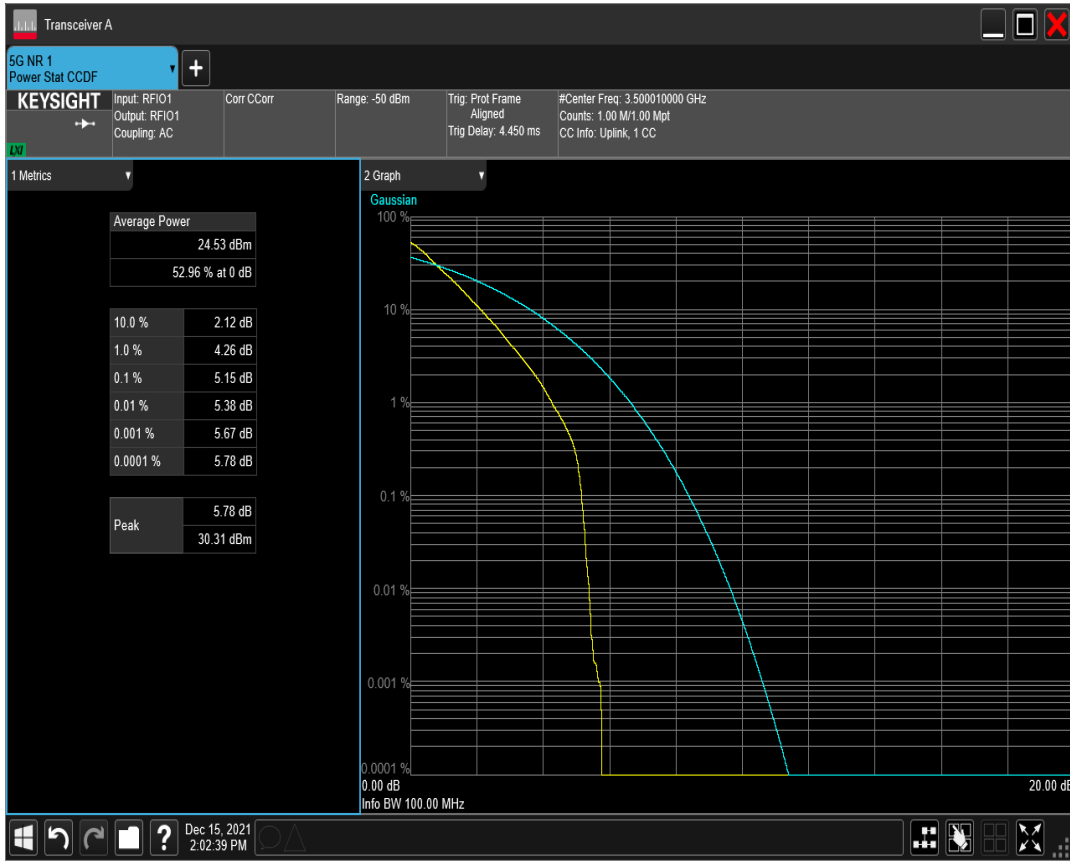 Transceiver A
5G NR 1
Power Stat CCDF
+
KEYSIGHT
LXI
Input: RFIO1
Output: RFIO1
Coupling: AC
Corr CCorr
Range: -50 dBm
Trig: Prot Frame
Aligned
Trig Delay: 4.450 ms
#Center Freq: 3.500010000 GHz
Counts: 1.00 M/1.00 Mpt
CC Info: Uplink, 1 CC
1 Metrics
Average Power
24.53 dBm
52.96 % at 0 dB
10.0 % 2.12 dB
1.0 % 4.26 dB
0.1 % 5.15 dB
0.01 % 5.38 dB
0.001 % 5.67 dB
0.0001 % 5.78 dB
Peak
5.78 dB
30.31 dBm
2 Graph
Gaussian
100 %
10 %
1 %
0.1 %
0.01 %
0.001 %
0.0001 %
0.00 dB 20.00 dB
Info BW 100.00 MHz
?
Dec 15, 2021
2:02:39 PM